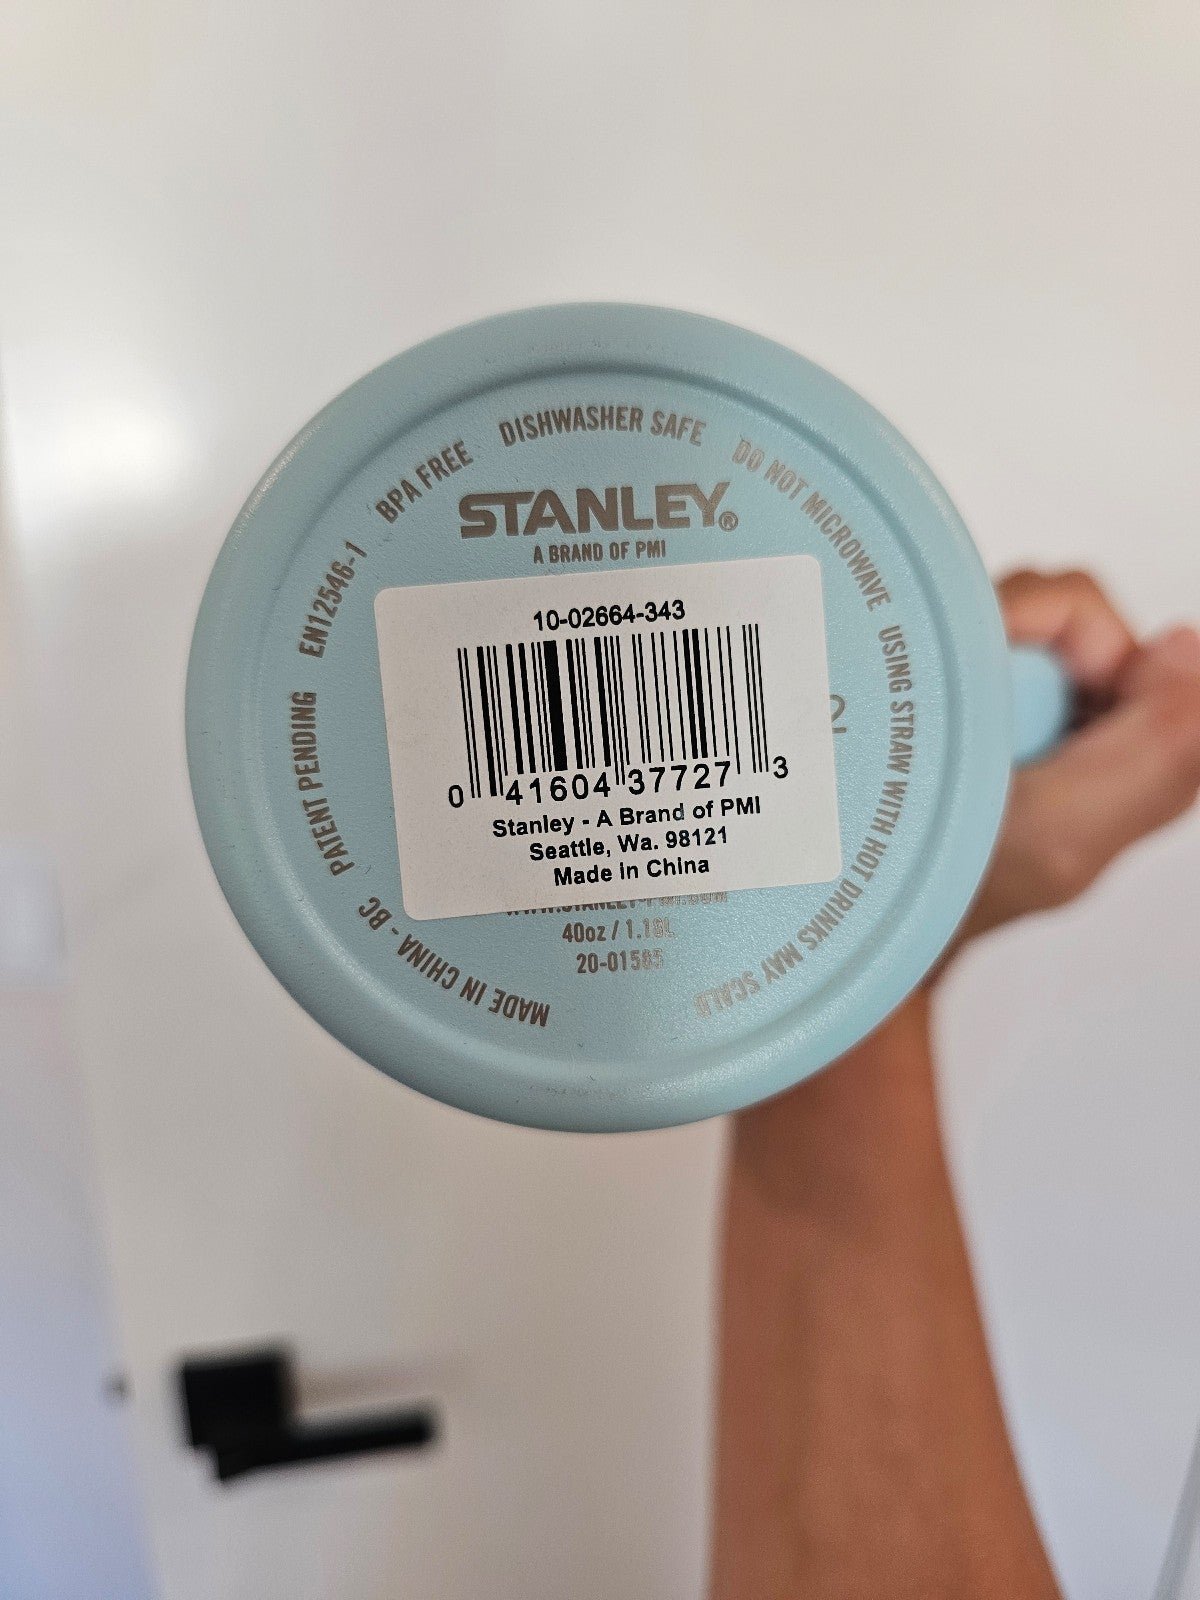 DISHWASHER SAFE
DO NOT MICROWAVE
USING STRAW WITH HOT DRINKS MAY SCALD
MADE IN CHINA - BC
PATENT PENDING
EN12546-1
BPA FREE
STANLEY®
A BRAND OF PMI
10-02664-343
0 41604 37727 3
Stanley - A Brand of PMI
Seattle, Wa. 98121
Made in China
40oz / 1.18L
20-01585